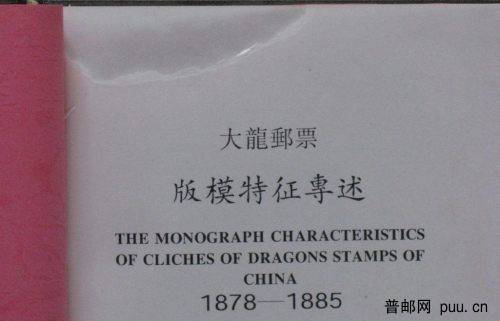 大龍郵票
版模特征專述
THE MONOGRAPH CHARACTERISTICS
OF CLICHES OF DRAGONS STAMPS OF
CHINA
1878—1885
普邮网 puu.cn